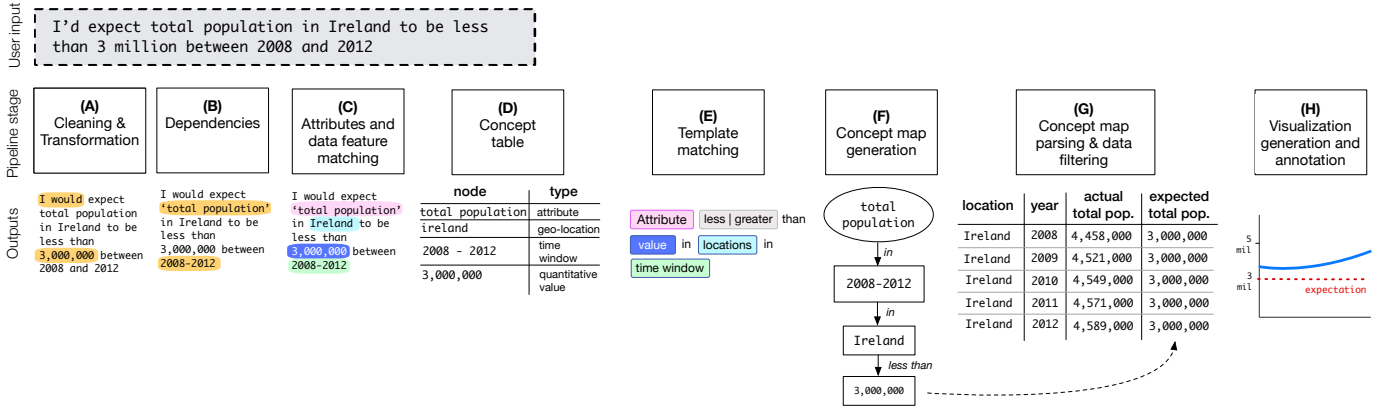 User input
I'd expect total population in Ireland to be less
than 3 million between 2008 and 2012
Pipeline stage
(A)
Cleaning &
Transformation
(B)
Dependencies
(C)
Attributes and
data feature
matching
(D)
Concept
table
(E)
Template
matching
(F)
Concept map
generation
(G)
Concept map
parsing & data
filtering
(H)
Visualization
generation and
annotation
Outputs
I would expect
total population
in Ireland to be
less than
3,000,000 between
2008 and 2012
I would expect
'total population'
in Ireland to be
less than
3,000,000 between
2008-2012
I would expect
'total population'
in Ireland to be
less than
3,000,000 between
2008-2012
node type
total population attribute
ireland geo-location
2008 - 2012 time
window
3,000,000 quantitative
value
Attribute less | greater than
value in locations in
time window
total
population
in
2008-2012
in
Ireland
less than
3,000,000
location year actual
total pop. expected
total pop.
Ireland 2008 4,458,000 3,000,000
Ireland 2009 4,521,000 3,000,000
Ireland 2010 4,549,000 3,000,000
Ireland 2011 4,571,000 3,000,000
Ireland 2012 4,589,000 3,000,000
5
mil
3
mil
expectation